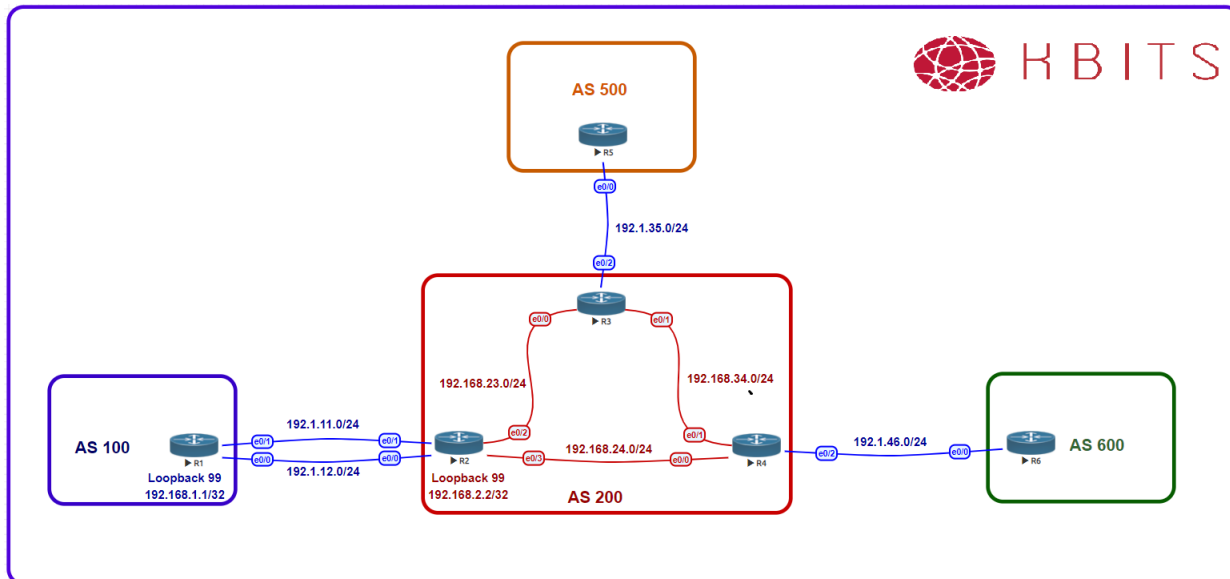 KBITS
AS 500
R5
e0/0
192.1.35.0/24
e0/2
R3
e0/0
e0/1
192.168.23.0/24
192.168.34.0/24
AS 100
192.1.11.0/24
e0/1
e0/1
R1
e0/0
e0/0
192.1.12.0/24
Loopback 99
192.168.1.1/32
e0/2
R2
e0/3
Loopback 99
192.168.2.2/32
192.168.24.0/24
AS 200
e0/1
e0/0
R4
e0/2
192.1.46.0/24
e0/0
R6
AS 600